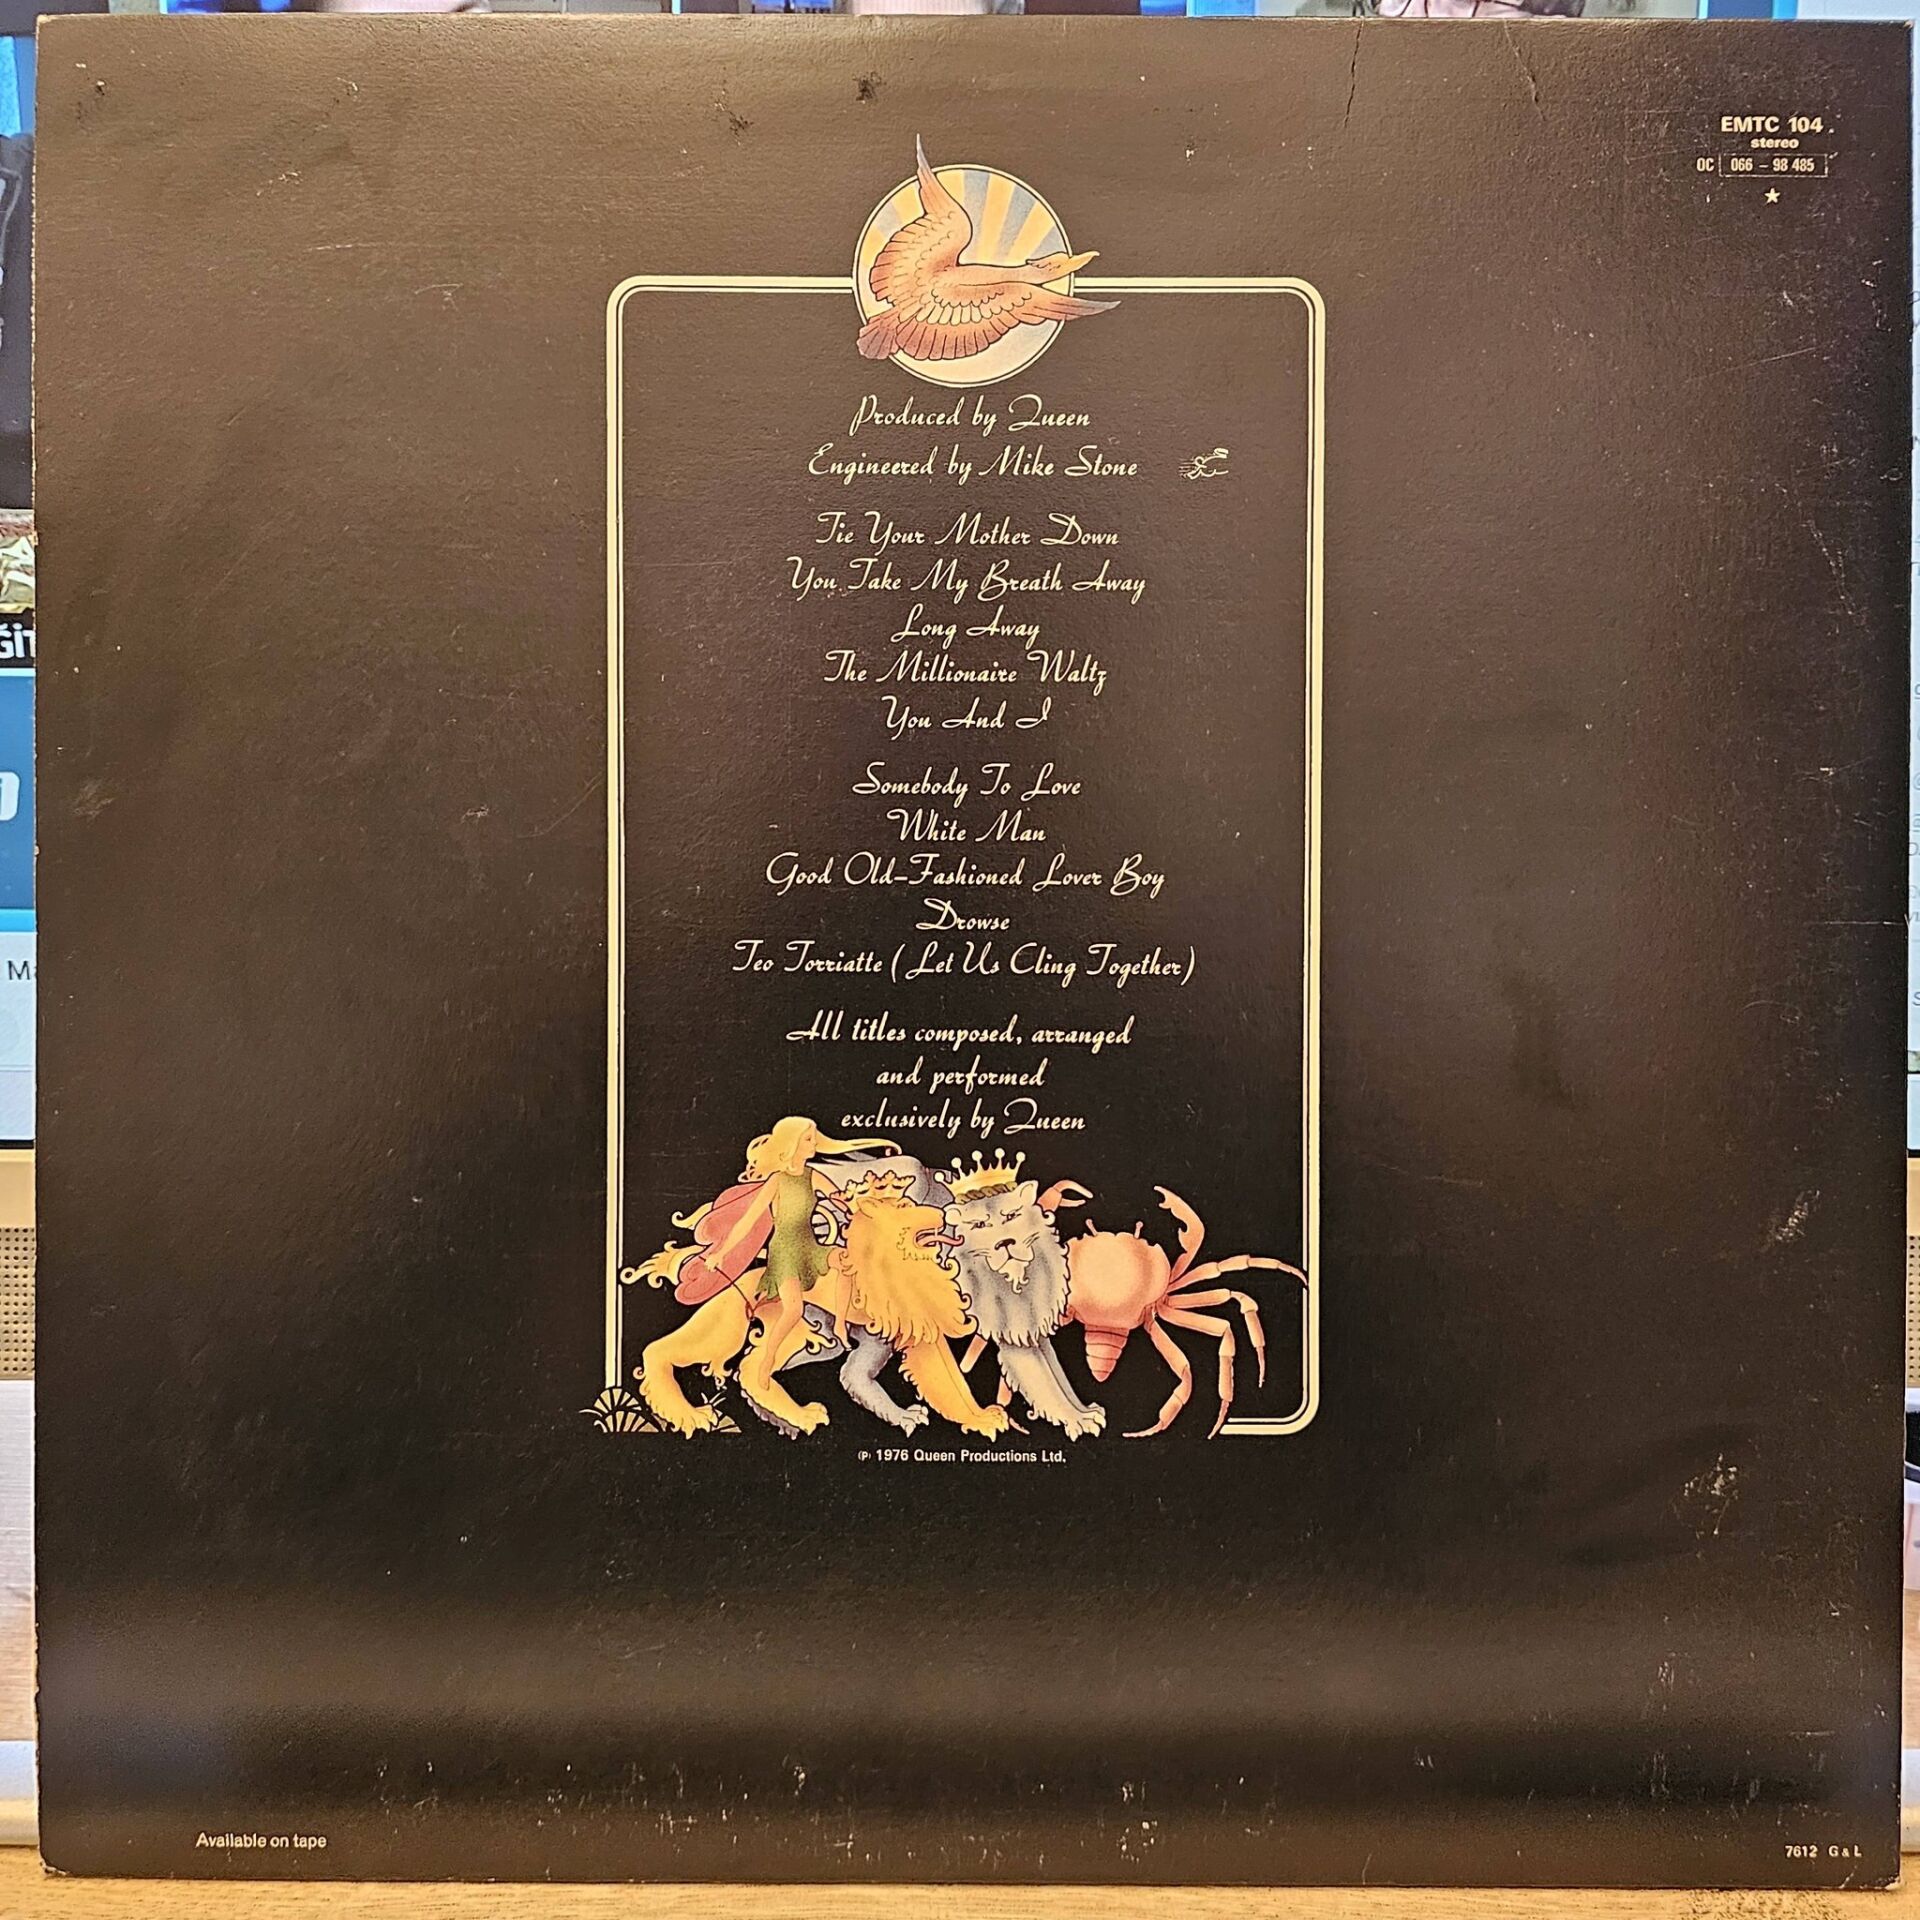 EMTC 104
stereo
OC 066 - 98 485
Produced by Queen
Engineered by Mike Stone
Tie Your Mother Down
You Take My Breath Away
Long Away
The Millionaire Waltz
You And I
Somebody To Love
White Man
Good Old-Fashioned Lover Boy
Drowse
Teo Torriatte (Let Us Cling Together)
All titles composed, arranged
and performed
exclusively by Queen
℗ 1976 Queen Productions Ltd.
Available on tape
7612 G & L